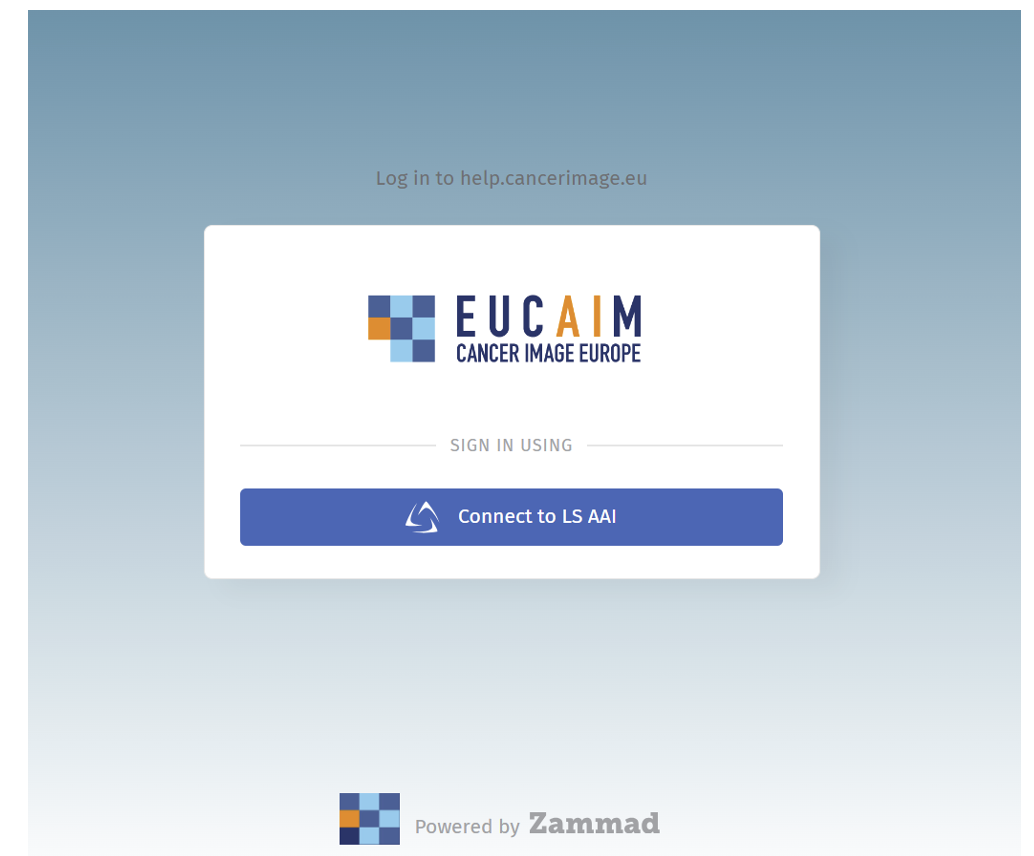 Log in to help.cancerimage.eu
EUCAIM
CANCER IMAGE EUROPE
SIGN IN USING
Connect to LS AAI
Powered by Zammad